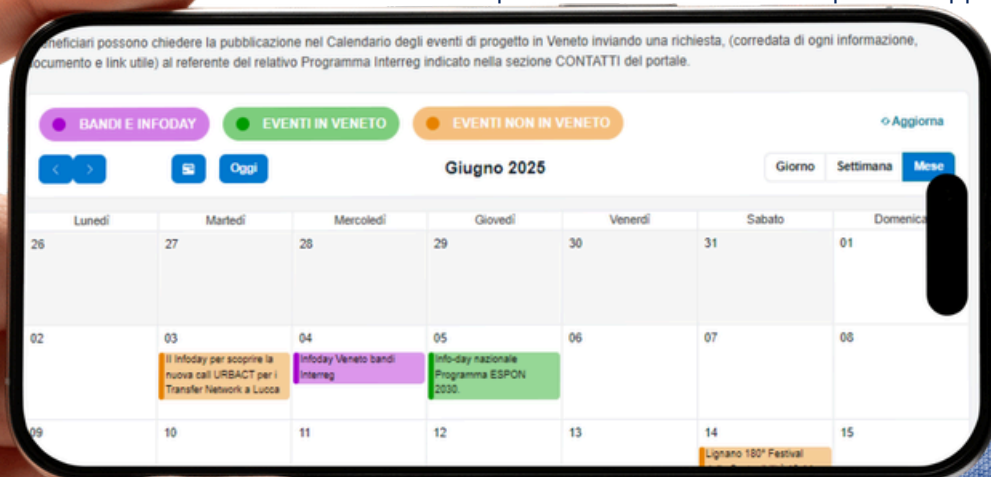 eneficiari possono chiedere la pubblicazione nel Calendario degli eventi di progetto in Veneto inviando una richiesta, (corredata di ogni informazione,
documento e link utile) al referente del relativo Programma Interreg indicato nella sezione CONTATTI del portale.
BANDI E INFODAY EVENTI IN VENETO EVENTI NON IN VENETO Aggiorna
Oggi Giugno 2025 Giorno Settimana Mese
Lunedì Martedì Mercoledì Giovedì Venerdì Sabato Domenica
26 27 28 29 30 31 01
02 03 04 05 06 07 08
II Infoday per scoprire la
nuova call URBACT per i
Transfer Network a Lucca
Infoday Veneto bandi
Interreg
Info-day nazionale
Programma ESPON
2030.
09 10 11 12 13 14 15
Lignano 180° Festival